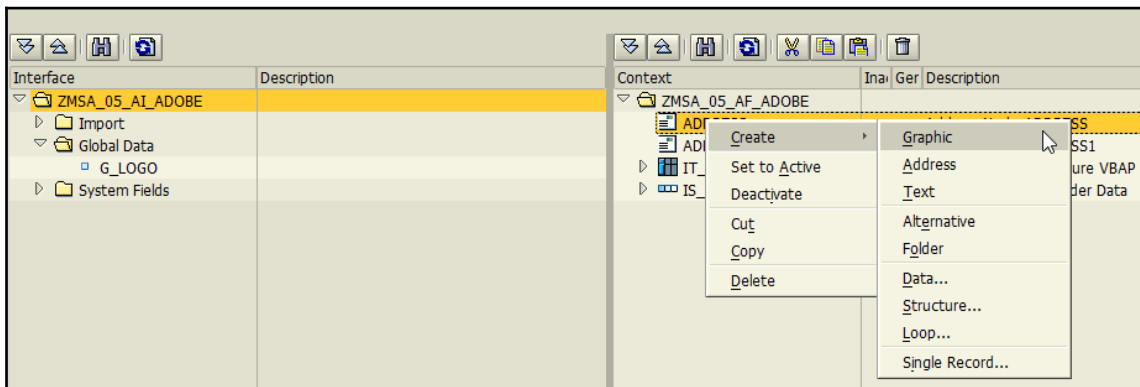 Interface Description
ZMSA_05_AI_ADOBE
Import
Global Data
G_LOGO
System Fields
Context Ina Ger Description
ZMSA_05_AF_ADOBE
IT_
IS_
ure VBAP
der Data
SS1
Create
Set to Active
Deactivate
Cut
Copy
Delete
Graphic
Address
Text
Alternative
Folder
Data...
Structure...
Loop...
Single Record...